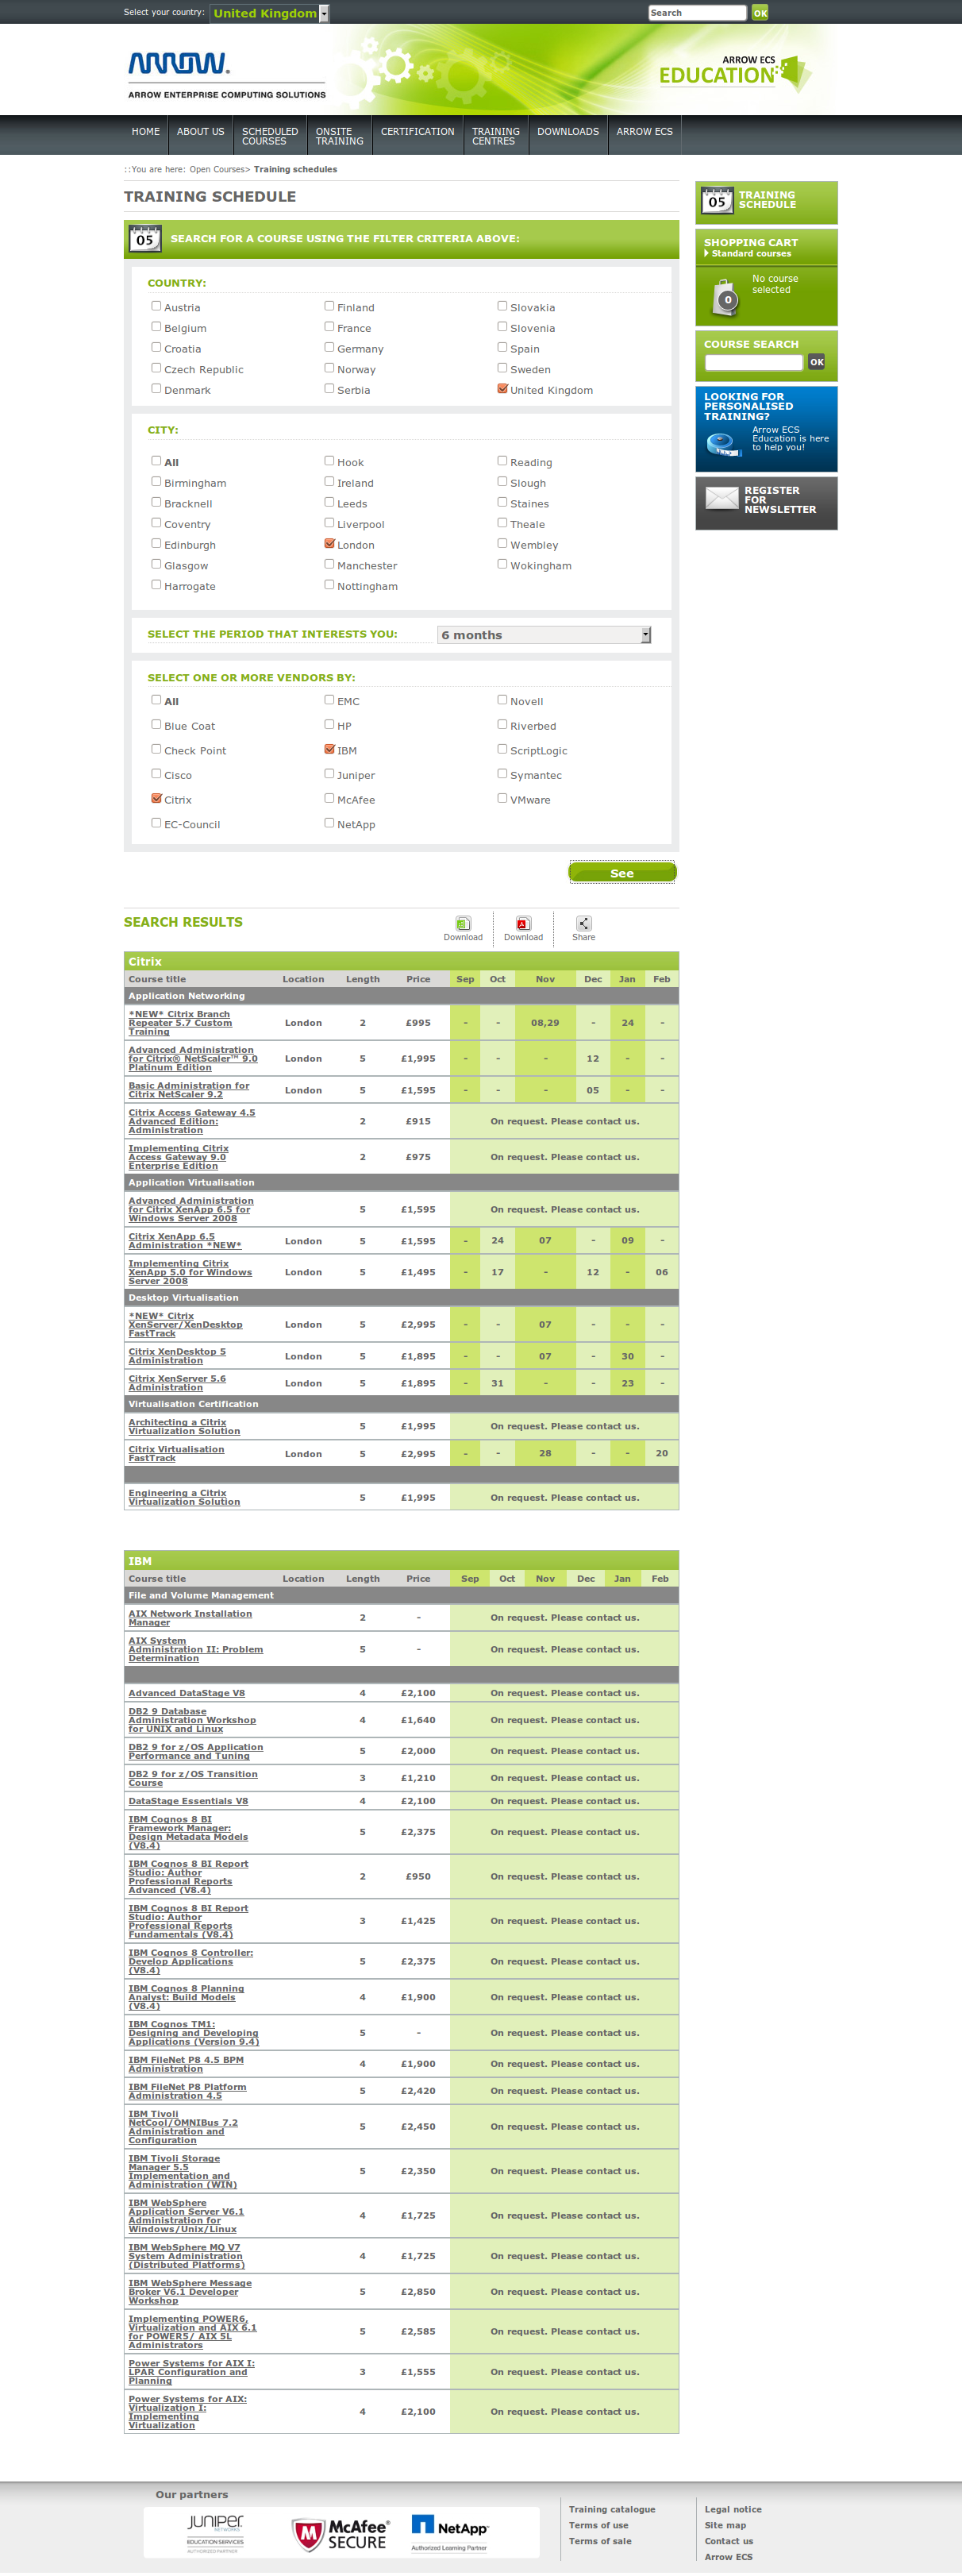 Select your country: United Kingdom Search OK
ARROW
ARROW ENTERPRISE COMPUTING SOLUTIONS
ARROW ECS
EDUCATION
HOME ABOUT US SCHEDULED COURSES ONSITE TRAINING CERTIFICATION TRAINING CENTRES DOWNLOADS ARROW ECS
::You are here: Open Courses> Training schedules
TRAINING SCHEDULE
05 SEARCH FOR A COURSE USING THE FILTER CRITERIA ABOVE:
COUNTRY:
Austria Finland Slovakia
Belgium France Slovenia
Croatia Germany Spain
Czech Republic Norway Sweden
Denmark Serbia United Kingdom
CITY:
All Hook Reading
Birmingham Ireland Slough
Bracknell Leeds Staines
Coventry Liverpool Theale
Edinburgh London Wembley
Glasgow Manchester Wokingham
Harrogate Nottingham
SELECT THE PERIOD THAT INTERESTS YOU: 6 months
SELECT ONE OR MORE VENDORS BY:
All EMC Novell
Blue Coat HP Riverbed
Check Point IBM ScriptLogic
Cisco Juniper Symantec
Citrix McAfee VMware
EC-Council NetApp
See
05 TRAINING
SCHEDULE
SHOPPING CART
Standard courses
No course
selected
0
COURSE SEARCH
OK
LOOKING FOR
PERSONALISED
TRAINING?
Arrow ECS
Education is here
to help you!
REGISTER
FOR
NEWSLETTER
SEARCH RESULTS Download Download Share
Citrix
Course title Location Length Price Sep Oct Nov Dec Jan Feb
Application Networking
*NEW* Citrix Branch
Repeater 5.7 Custom
Training London 2 £995 - - 08,29 - 24 -
Advanced Administration
for Citrix® NetScaler™ 9.0
Platinum Edition London 5 £1,995 - - - 12 - -
Basic Administration for
Citrix NetScaler 9.2 London 5 £1,595 - - - 05 - -
Citrix Access Gateway 4.5
Advanced Edition:
Administration 2 £915 On request. Please contact us.
Implementing Citrix
Access Gateway 9.0
Enterprise Edition 2 £975 On request. Please contact us.
Application Virtualisation
Advanced Administration
for Citrix XenApp 6.5 for
Windows Server 2008 5 £1,595 On request. Please contact us.
Citrix XenApp 6.5
Administration *NEW* London 5 £1,595 - 24 07 - 09 -
Implementing Citrix
XenApp 5.0 for Windows
Server 2008 London 5 £1,495 - 17 - 12 - 06
Desktop Virtualisation
*NEW* Citrix
XenServer/XenDesktop
FastTrack London 5 £2,995 - - 07 - - -
Citrix XenDesktop 5
Administration London 5 £1,895 - - 07 - 30 -
Citrix XenServer 5.6
Administration London 5 £1,895 - 31 - - 23 -
Virtualisation Certification
Architecting a Citrix
Virtualization Solution 5 £1,995 On request. Please contact us.
Citrix Virtualisation
FastTrack London 5 £2,995 - - 28 - - 20
Engineering a Citrix
Virtualization Solution 5 £1,995 On request. Please contact us.
IBM
Course title Location Length Price Sep Oct Nov Dec Jan Feb
File and Volume Management
AIX Network Installation
Manager 2 - On request. Please contact us.
AIX System
Administration II: Problem
Determination 5 - On request. Please contact us.
Advanced DataStage V8 4 £2,100 On request. Please contact us.
DB2 9 Database
Administration Workshop
for UNIX and Linux 4 £1,640 On request. Please contact us.
DB2 9 for z/OS Application
Performance and Tuning 5 £2,000 On request. Please contact us.
DB2 9 for z/OS Transition
Course 3 £1,210 On request. Please contact us.
DataStage Essentials V8 4 £2,100 On request. Please contact us.
IBM Cognos 8 BI
Framework Manager:
Design Metadata Models
(V8.4) 5 £2,375 On request. Please contact us.
IBM Cognos 8 BI Report
Studio: Author
Professional Reports
Advanced (V8.4) 2 £950 On request. Please contact us.
IBM Cognos 8 BI Report
Studio: Author
Professional Reports
Fundamentals (V8.4) 3 £1,425 On request. Please contact us.
IBM Cognos 8 Controller:
Develop Applications
(V8.4) 5 £2,375 On request. Please contact us.
IBM Cognos 8 Planning
Analyst: Build Models
(V8.4) 4 £1,900 On request. Please contact us.
IBM Cognos TM1:
Designing and Developing
Applications (Version 9.4) 5 - On request. Please contact us.
IBM FileNet P8 4.5 BPM
Administration 4 £1,900 On request. Please contact us.
IBM FileNet P8 Platform
Administration 4.5 5 £2,420 On request. Please contact us.
IBM Tivoli
NetCool/OMNIBus 7.2
Administration and
Configuration 5 £2,450 On request. Please contact us.
IBM Tivoli Storage
Manager 5.5
Implementation and
Administration (WIN) 5 £2,350 On request. Please contact us.
IBM WebSphere
Application Server V6.1
Administration for
Windows/Unix/Linux 4 £1,725 On request. Please contact us.
IBM WebSphere MQ V7
System Administration
(Distributed Platforms) 4 £1,725 On request. Please contact us.
IBM WebSphere Message
Broker V6.1 Developer
Workshop 5 £2,850 On request. Please contact us.
Implementing POWER6,
Virtualization and AIX 6.1
for POWER5/ AIX 5L
Administrators 5 £2,585 On request. Please contact us.
Power Systems for AIX I:
LPAR Configuration and
Planning 3 £1,555 On request. Please contact us.
Power Systems for AIX:
Virtualization I:
Implementing
Virtualization 4 £2,100 On request. Please contact us.
Our partners
JUNIPER
NETWORKS
EDUCATION SERVICES
AUTHORIZED PARTNER
McAfee
SECURE
NetApp
Authorized Learning Partner
Training catalogue
Terms of use
Terms of sale
Legal notice
Site map
Contact us
Arrow ECS